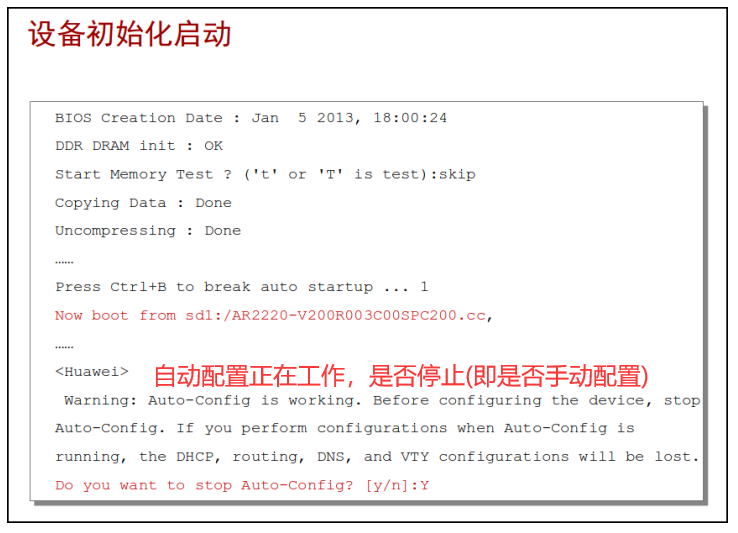 设备初始化启动
BIOS Creation Date : Jan  5 2013, 18:00:24
DDR DRAM init : OK
Start Memory Test ? ('t' or 'T' is test):skip
Copying Data : Done
Uncompressing : Done
……
Press Ctrl+B to break auto startup ... 1
Now boot from sd1:/AR2220-V200R003C00SPC200.cc,
……
<Huawei> 自动配置正在工作，是否停止(即是否手动配置)
Warning: Auto-Config is working. Before configuring the device, stop
Auto-Config. If you perform configurations when Auto-Config is
running, the DHCP, routing, DNS, and VTY configurations will be lost.
Do you want to stop Auto-Config? [y/n]:Y